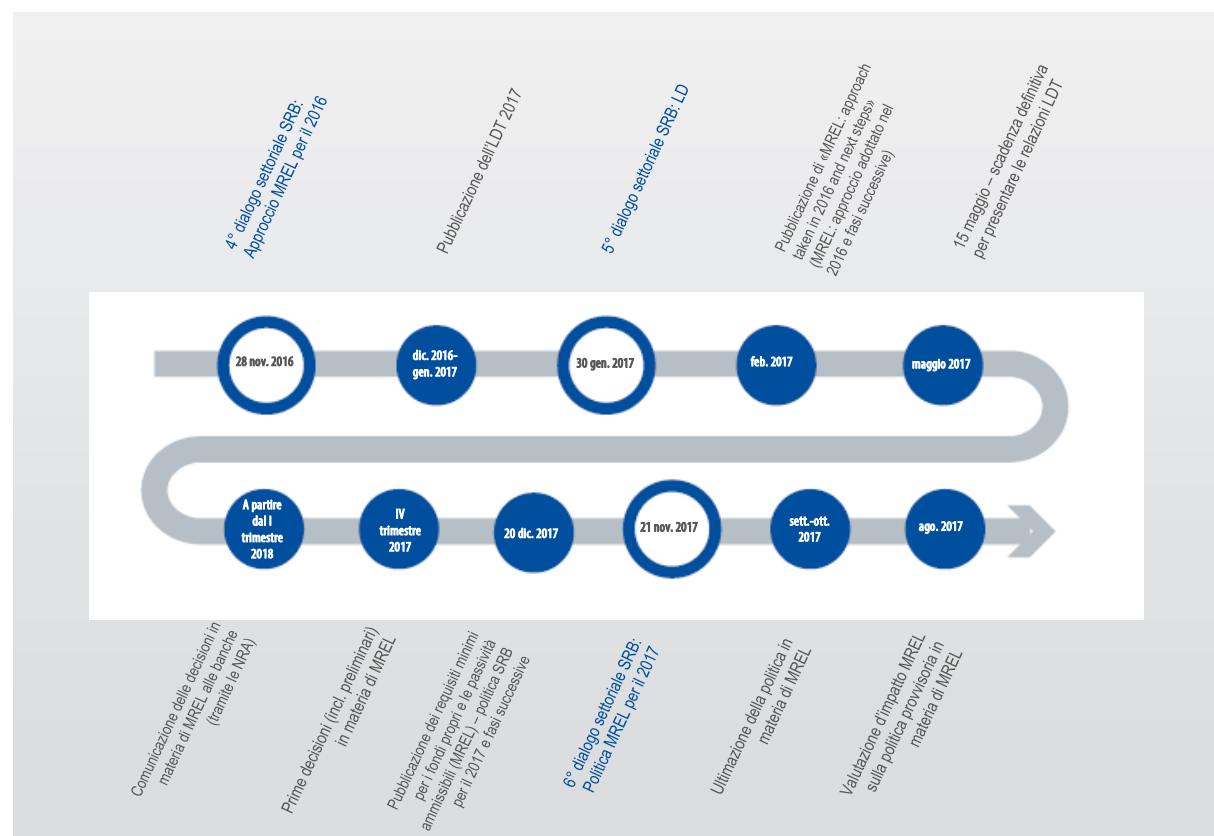 4° dialogo settoriale SRB:
Approccio MREL per il 2016
Pubblicazione dell'LDT 2017
5° dialogo settoriale SRB: LD
Pubblicazione di «MREL: approach
taken in 2016 and next steps»
(MREL: approccio adottato nel
2016 e fasi successive)
15 maggio – scadenza definitiva
per presentare le relazioni LDT
28 nov. 2016
dic. 2016-
gen. 2017
30 gen. 2017
feb. 2017
maggio 2017
A partire
dal I
trimestre
2018
IV
trimestre
2017
20 dic. 2017
21 nov. 2017
sett.-ott.
2017
ago. 2017
Comunicazione delle decisioni in
materia di MREL alle banche
(tramite le NRA)
Prime decisioni (incl. preliminari)
in materia di MREL
Pubblicazione dei requisiti minimi
per i fondi propri e le passività
ammissibili (MREL) – politica SRB
per il 2017 e fasi successive
6° dialogo settoriale SRB:
Politica MREL per il 2017
Ultimazione della politica in
materia di MREL
Valutazione d'impatto MREL
sulla politica provvisoria in
materia di MREL